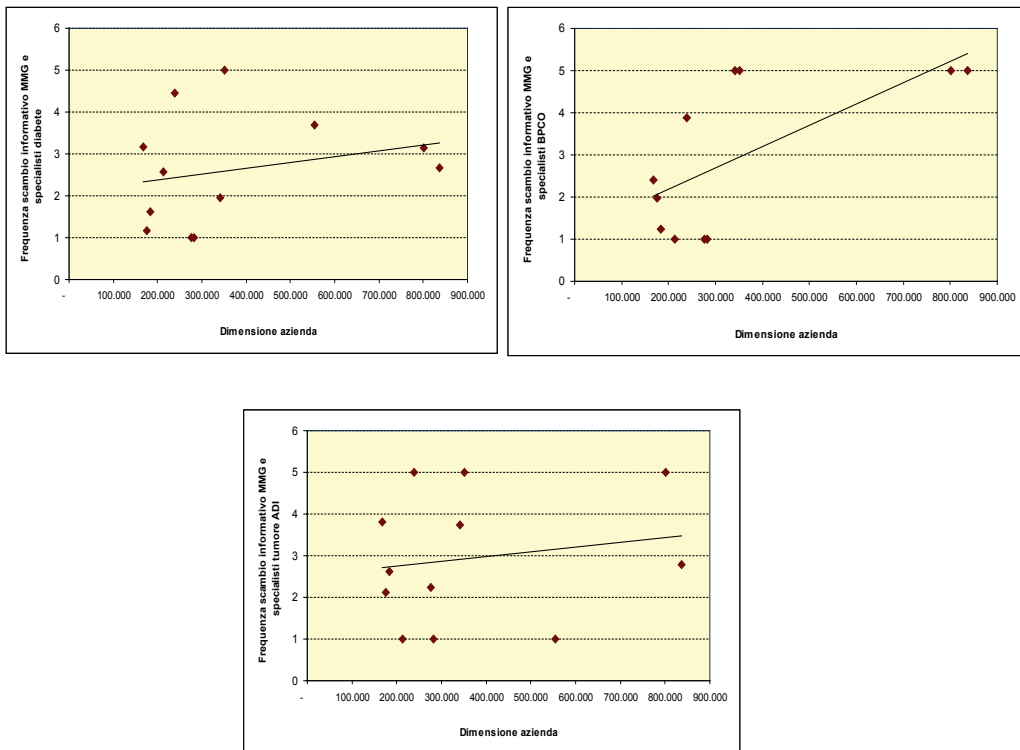 6
5
4
3
2
1
0
-
100.000 200.000 300.000 400.000 500.000 600.000 700.000 800.000 900.000
Dimensione azienda
Frequenza scambio informativo MMG e
specialisti diabete
6
5
4
3
2
1
0
-
100.000 200.000 300.000 400.000 500.000 600.000 700.000 800.000 900.000
Dimensione azienda
Frequenza scambio informativo MMG e
specialisti BPCO
6
5
4
3
2
1
0
-
100.000 200.000 300.000 400.000 500.000 600.000 700.000 800.000 900.000
Dimensione azienda
Frequenza scambio informativo MMG e
specialisti tumore ADI